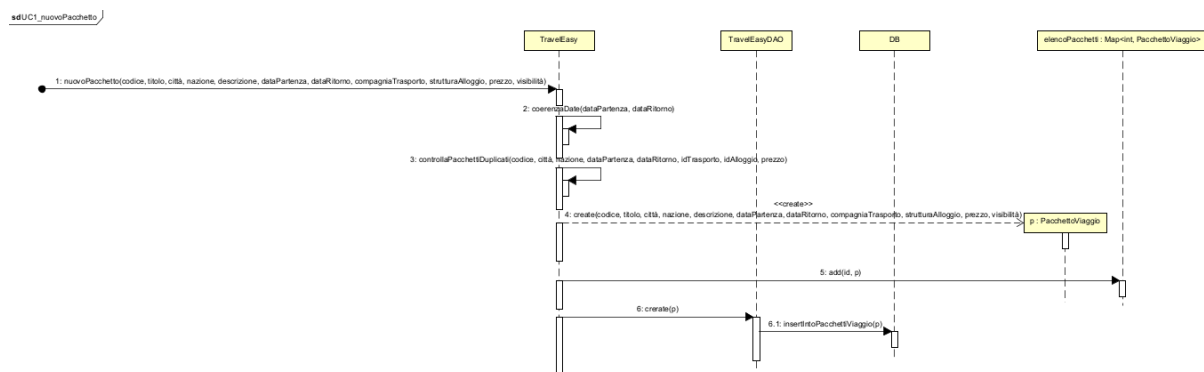 sdUC1_nuovoPacchetto
TravelEasy
TravelEasyDAO
DB
elencoPacchetti : Map<int, PacchettoViaggio>
1: nuovoPacchetto(codice, titolo, città, nazione, descrizione, dataPartenza, dataRitorno, compagniaTrasporto, strutturaAlloggio, prezzo, visibilità)
2: coerenzaDate(dataPartenza, dataRitorno)
3: controllaPacchettiDuplicati(codice, città, nazione, dataPartenza, dataRitorno, idTrasporto, idAlloggio, prezzo)
<<create>>
4: create(codice, titolo, città, nazione, descrizione, dataPartenza, dataRitorno, compagniaTrasporto, strutturaAlloggio, prezzo, visibilità)
p : PacchettoViaggio
5: add(id, p)
6: crerate(p)
6.1: insertIntoPacchettiViaggio(p)